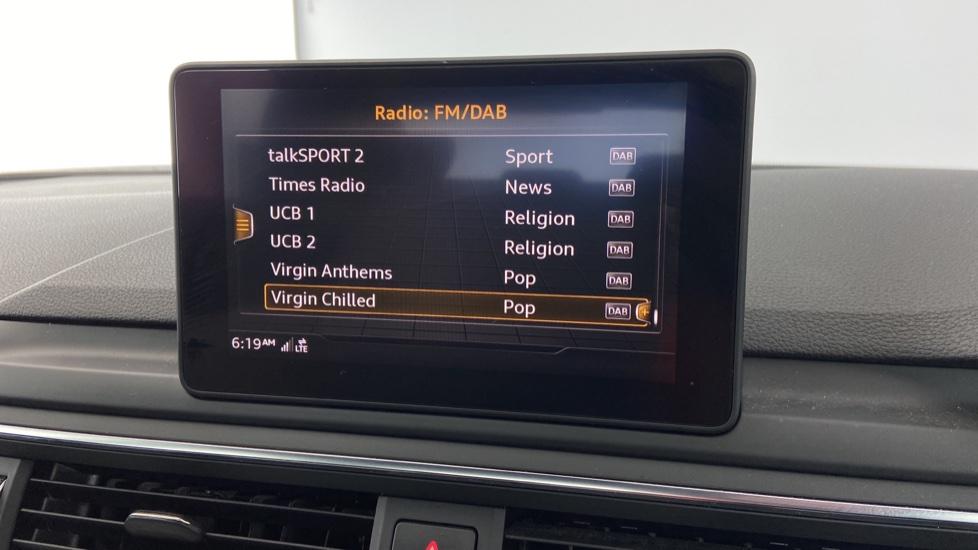 Radio: FM/DAB
talkSPORT 2 Sport DAB
Times Radio News DAB
UCB 1 Religion DAB
UCB 2 Religion DAB
Virgin Anthems Pop DAB
Virgin Chilled Pop DAB
6:19AM LTE